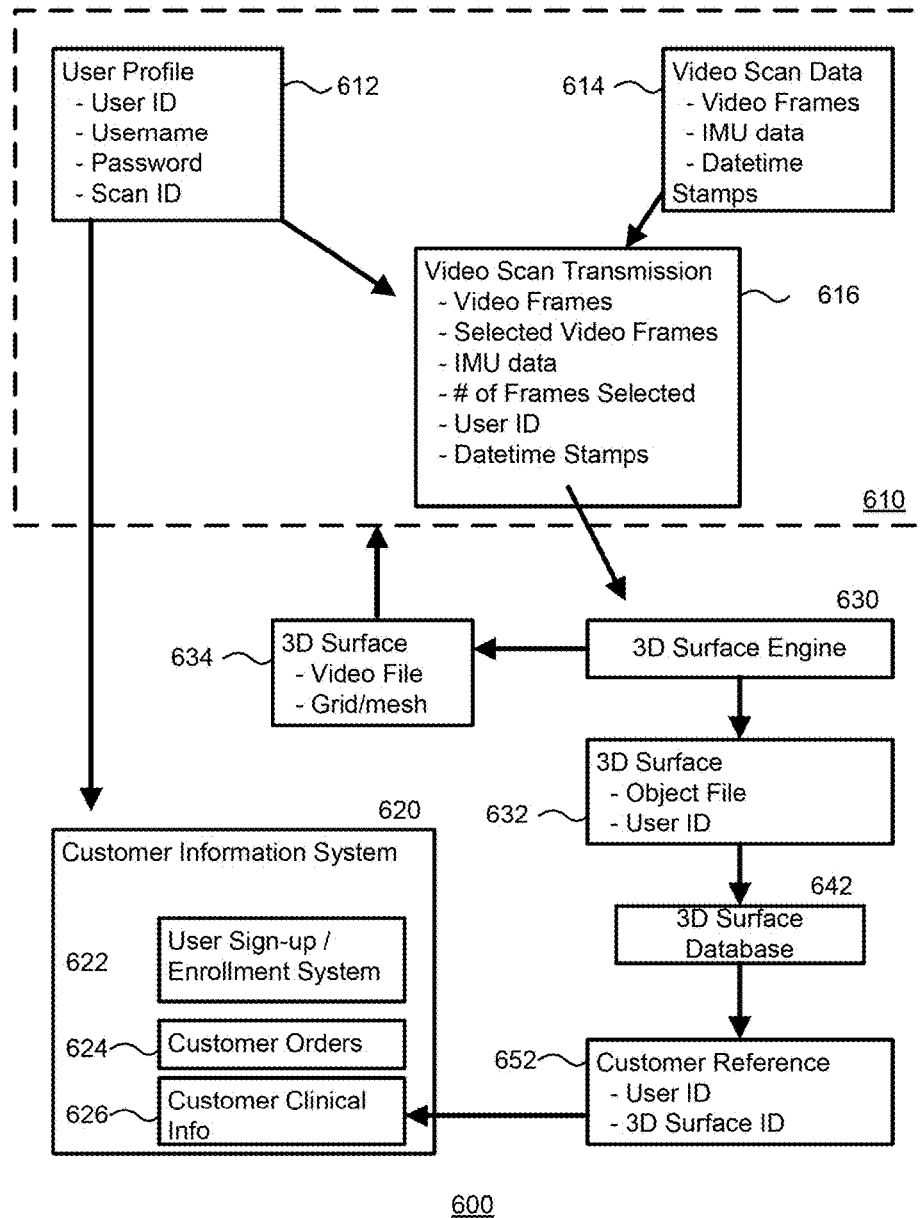 User Profile
- User ID
- Username
- Password
- Scan ID
612
614
Video Scan Data
- Video Frames
- IMU data
- Datetime
Stamps
Video Scan Transmission
- Video Frames
- Selected Video Frames
- IMU data
- # of Frames Selected
- User ID
- Datetime Stamps
616
610
630
3D Surface Engine
634
3D Surface
- Video File
- Grid/mesh
632
3D Surface
- Object File
- User ID
620
Customer Information System
622
User Sign-up /
Enrollment System
624
Customer Orders
626
Customer Clinical
Info
642
3D Surface
Database
652
Customer Reference
- User ID
- 3D Surface ID
600